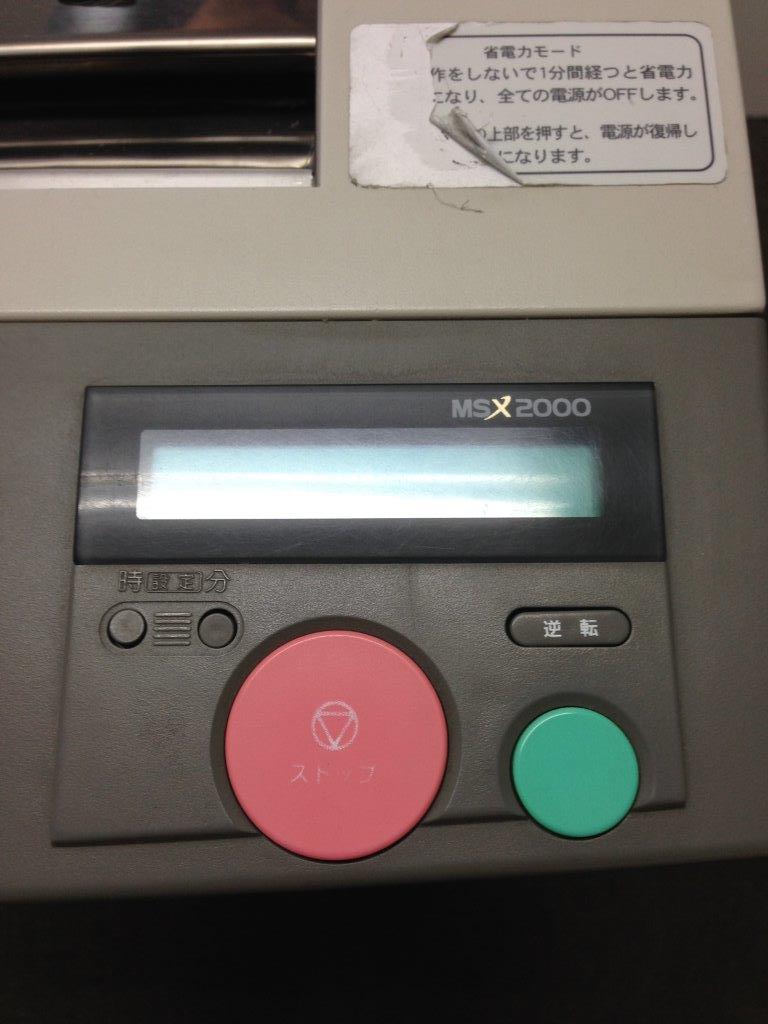 省電力モード
作をしないで1分間経つと省電力
になり、全ての電源がOFFします。
上部を押すと、電源が復帰し
になります。
MSX2000
時 設定 分
逆転
ストップ